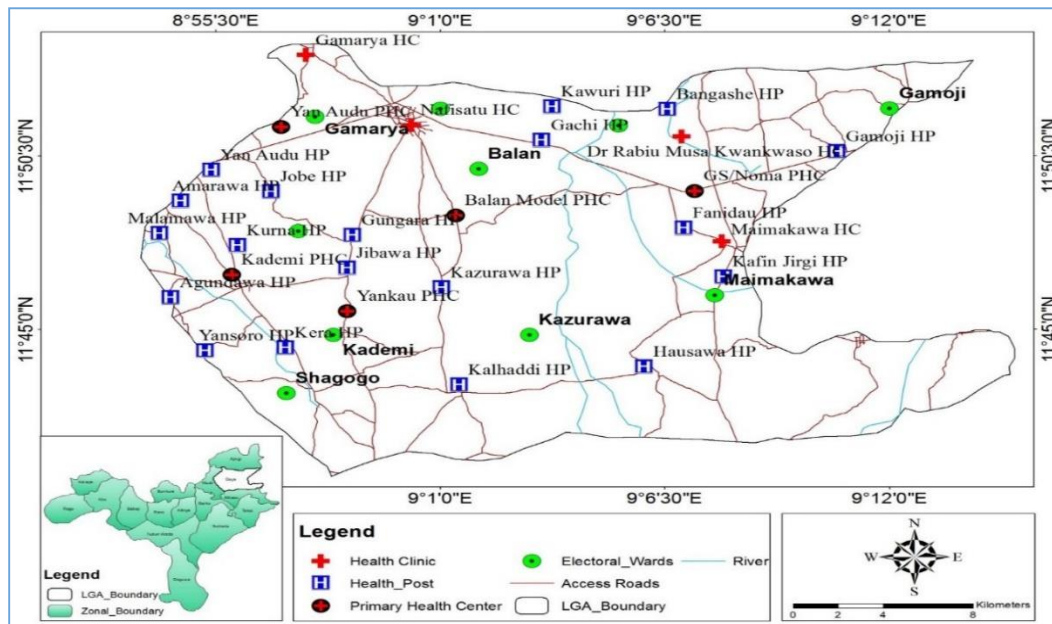 8°55'30"E 9°1'0"E 9°6'30"E 9°12'0"E
Gamarya HC
Kawuri HP
Bangashe HP
Gamoji
Yan Audu PHC
Nafisatu HC
Gamarya
Gachi HP
Gamoji HP
11°50'30"N
11°50'30"N
Balan
Dr Rabiu Musa Kwankwaso HC
Yan Audu HP
GS/Noma PHC
Amarawa HP
Jobe HP
Balan Model PHC
Malamawa HP
Gungara HP
Fanidau HP
Kurna HP
Maimakawa HC
Kademi PHC
Jibawa HP
Kafin Jirgi HP
Agundawa HP
Kazurawa HP
Maimakawa
Yankau PHC
Kazurawa
11°45'0"N
11°45'0"N
Yansoro HP
Kera HP
Kademi
Hausawa HP
Shagogo
Kalhaddi HP
9°1'0"E 9°6'30"E 9°12'0"E
Legend
LGA_Boundary
Zonal_Boundary
Legend
Health Clinic
Electoral_Wards
River
Health_Post
Access Roads
Primary Health Center
LGA_Boundary
N
W E
S
Kilometers
0 2 4 8